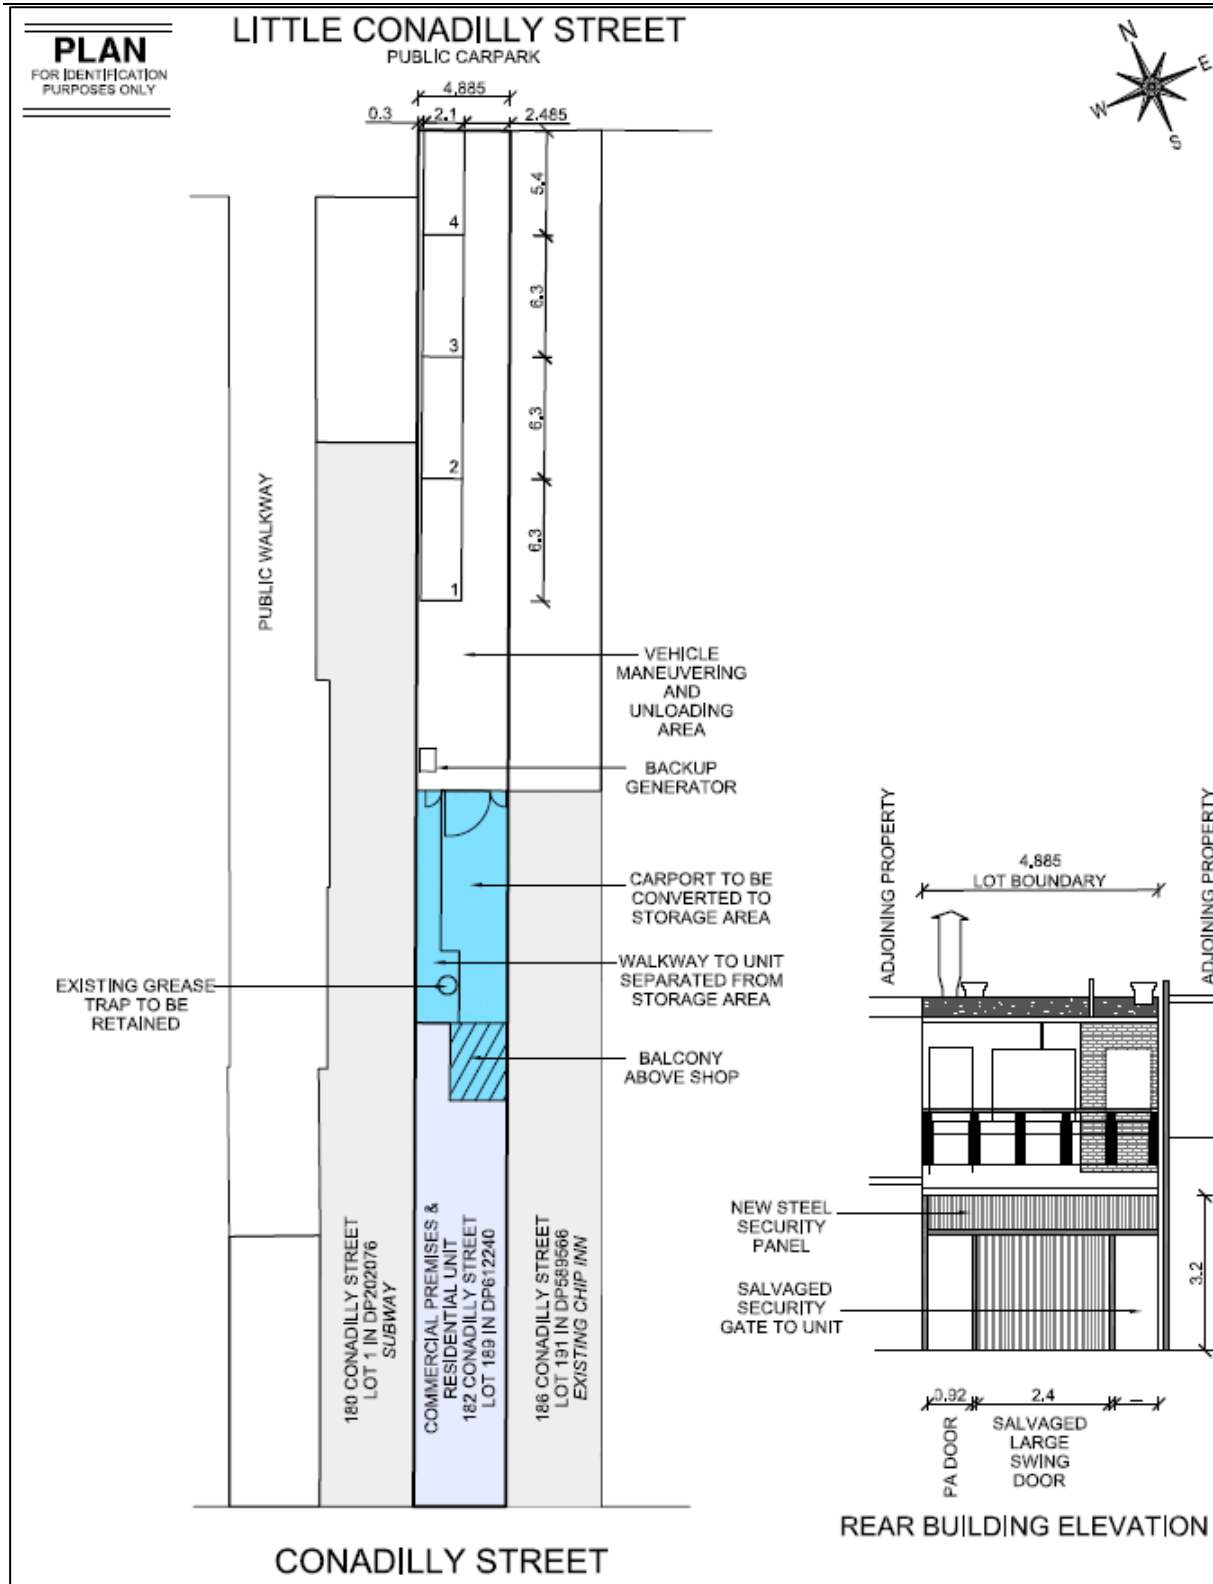 PLAN
FOR IDENTIFICATION
PURPOSES ONLY
LITTLE CONADILLY STREET
PUBLIC CARPARK
N
E
W
S
4.885
0.3
2.1
2.485
5.4
4
6.3
3
6.3
2
6.3
1
PUBLIC WALKWAY
VEHICLE
MANEUVERING
AND
UNLOADING
AREA
BACKUP
GENERATOR
CARPORT TO BE
CONVERTED TO
STORAGE AREA
WALKWAY TO UNIT
SEPARATED FROM
STORAGE AREA
EXISTING GREASE
TRAP TO BE
RETAINED
BALCONY
ABOVE SHOP
180 CONADILLY STREET
LOT 1 IN DP202076
SUBWAY
COMMERCIAL PREMISES &
RESIDENTIAL UNIT
182 CONADILLY STREET
LOT 189 IN DP612240
186 CONADILLY STREET
LOT 191 IN DP589566
EXISTING CHIP INN
CONADILLY STREET
ADJOINING PROPERTY
4.885
LOT BOUNDARY
ADJOINING PROPERTY
NEW STEEL
SECURITY
PANEL
SALVAGED
SECURITY
GATE TO UNIT
3.2
0.92
2.4
–
PA DOOR
SALVAGED
LARGE
SWING
DOOR
REAR BUILDING ELEVATION